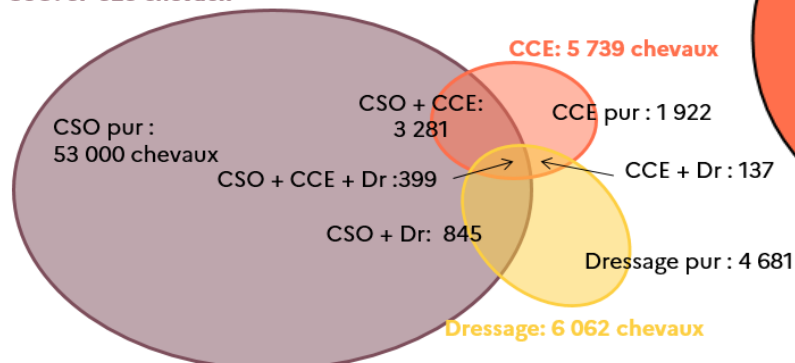 CCE: 5 739 chevaux
CSO + CCE:
3 281
CCE pur : 1 922
CSO pur :
53 000 chevaux
CSO + CCE + Dr :399
CCE + Dr : 137
CSO + Dr: 845
Dressage pur : 4 681
Dressage: 6 062 chevaux